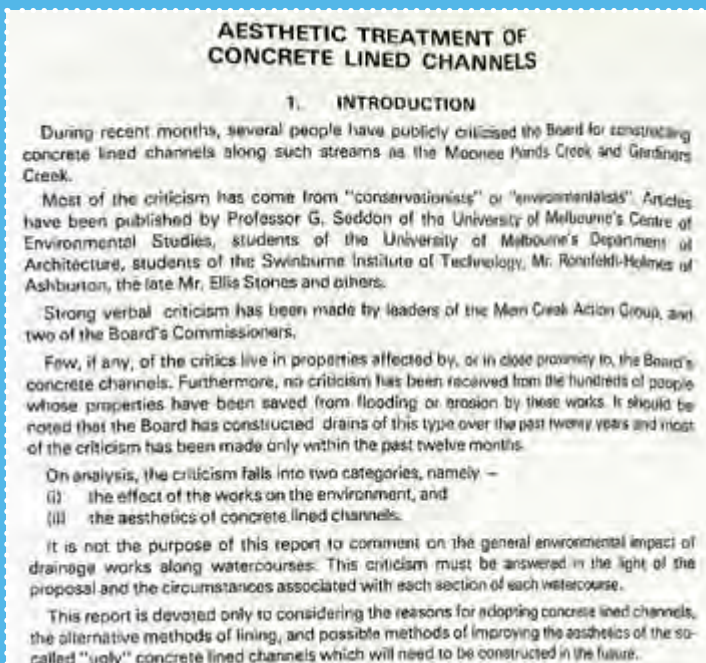 AESTHETIC TREATMENT OF
CONCRETE LINED CHANNELS
1. INTRODUCTION
During recent months, several people have publicly criticised the Board for constructing
concrete lined channels along such streams as the Moonee Ponds Creek and Gardiners
Creek.
Most of the criticism has come from "conservationists" or "environmentalists". Articles
have been published by Professor G. Seddon of the University of Melbourne's Centre of
Environmental Studies, students of the University of Melbourne's Department of
Architecture, students of the Swinburne Institute of Technology, Mr. of
Ashburton, the late Mr. Ellis Stones and others.
Strong verbal criticism has been made by leaders of the Merri Creek Action Group, and
two of the Board's Commissioners.
Few, if any, of the critics live in properties affected by, or in close proximity to, the Board's
concrete channels. Furthermore, no criticism has been received from the hundreds of people
whose properties have been saved from flooding or erosion by these works. It should be
noted that the Board has constructed drains of this type over the past twenty years and most
of the criticism has been made only within the past twelve months.
On analysis, the criticism falls into two categories, namely –
(i) the effect of the works on the environment, and
(ii) the aesthetics of concrete lined channels.
It is not the purpose of this report to comment on the general environmental impact of
drainage works along watercourses. This criticism must be answered in the light of the
proposal and the circumstances associated with each section of each watercourse.
This report is devoted only to considering the reasons for adopting concrete lined channels,
the alternative methods of lining, and possible methods of improving the aesthetics of the so-
called "ugly" concrete lined channels which will need to be constructed in the future.